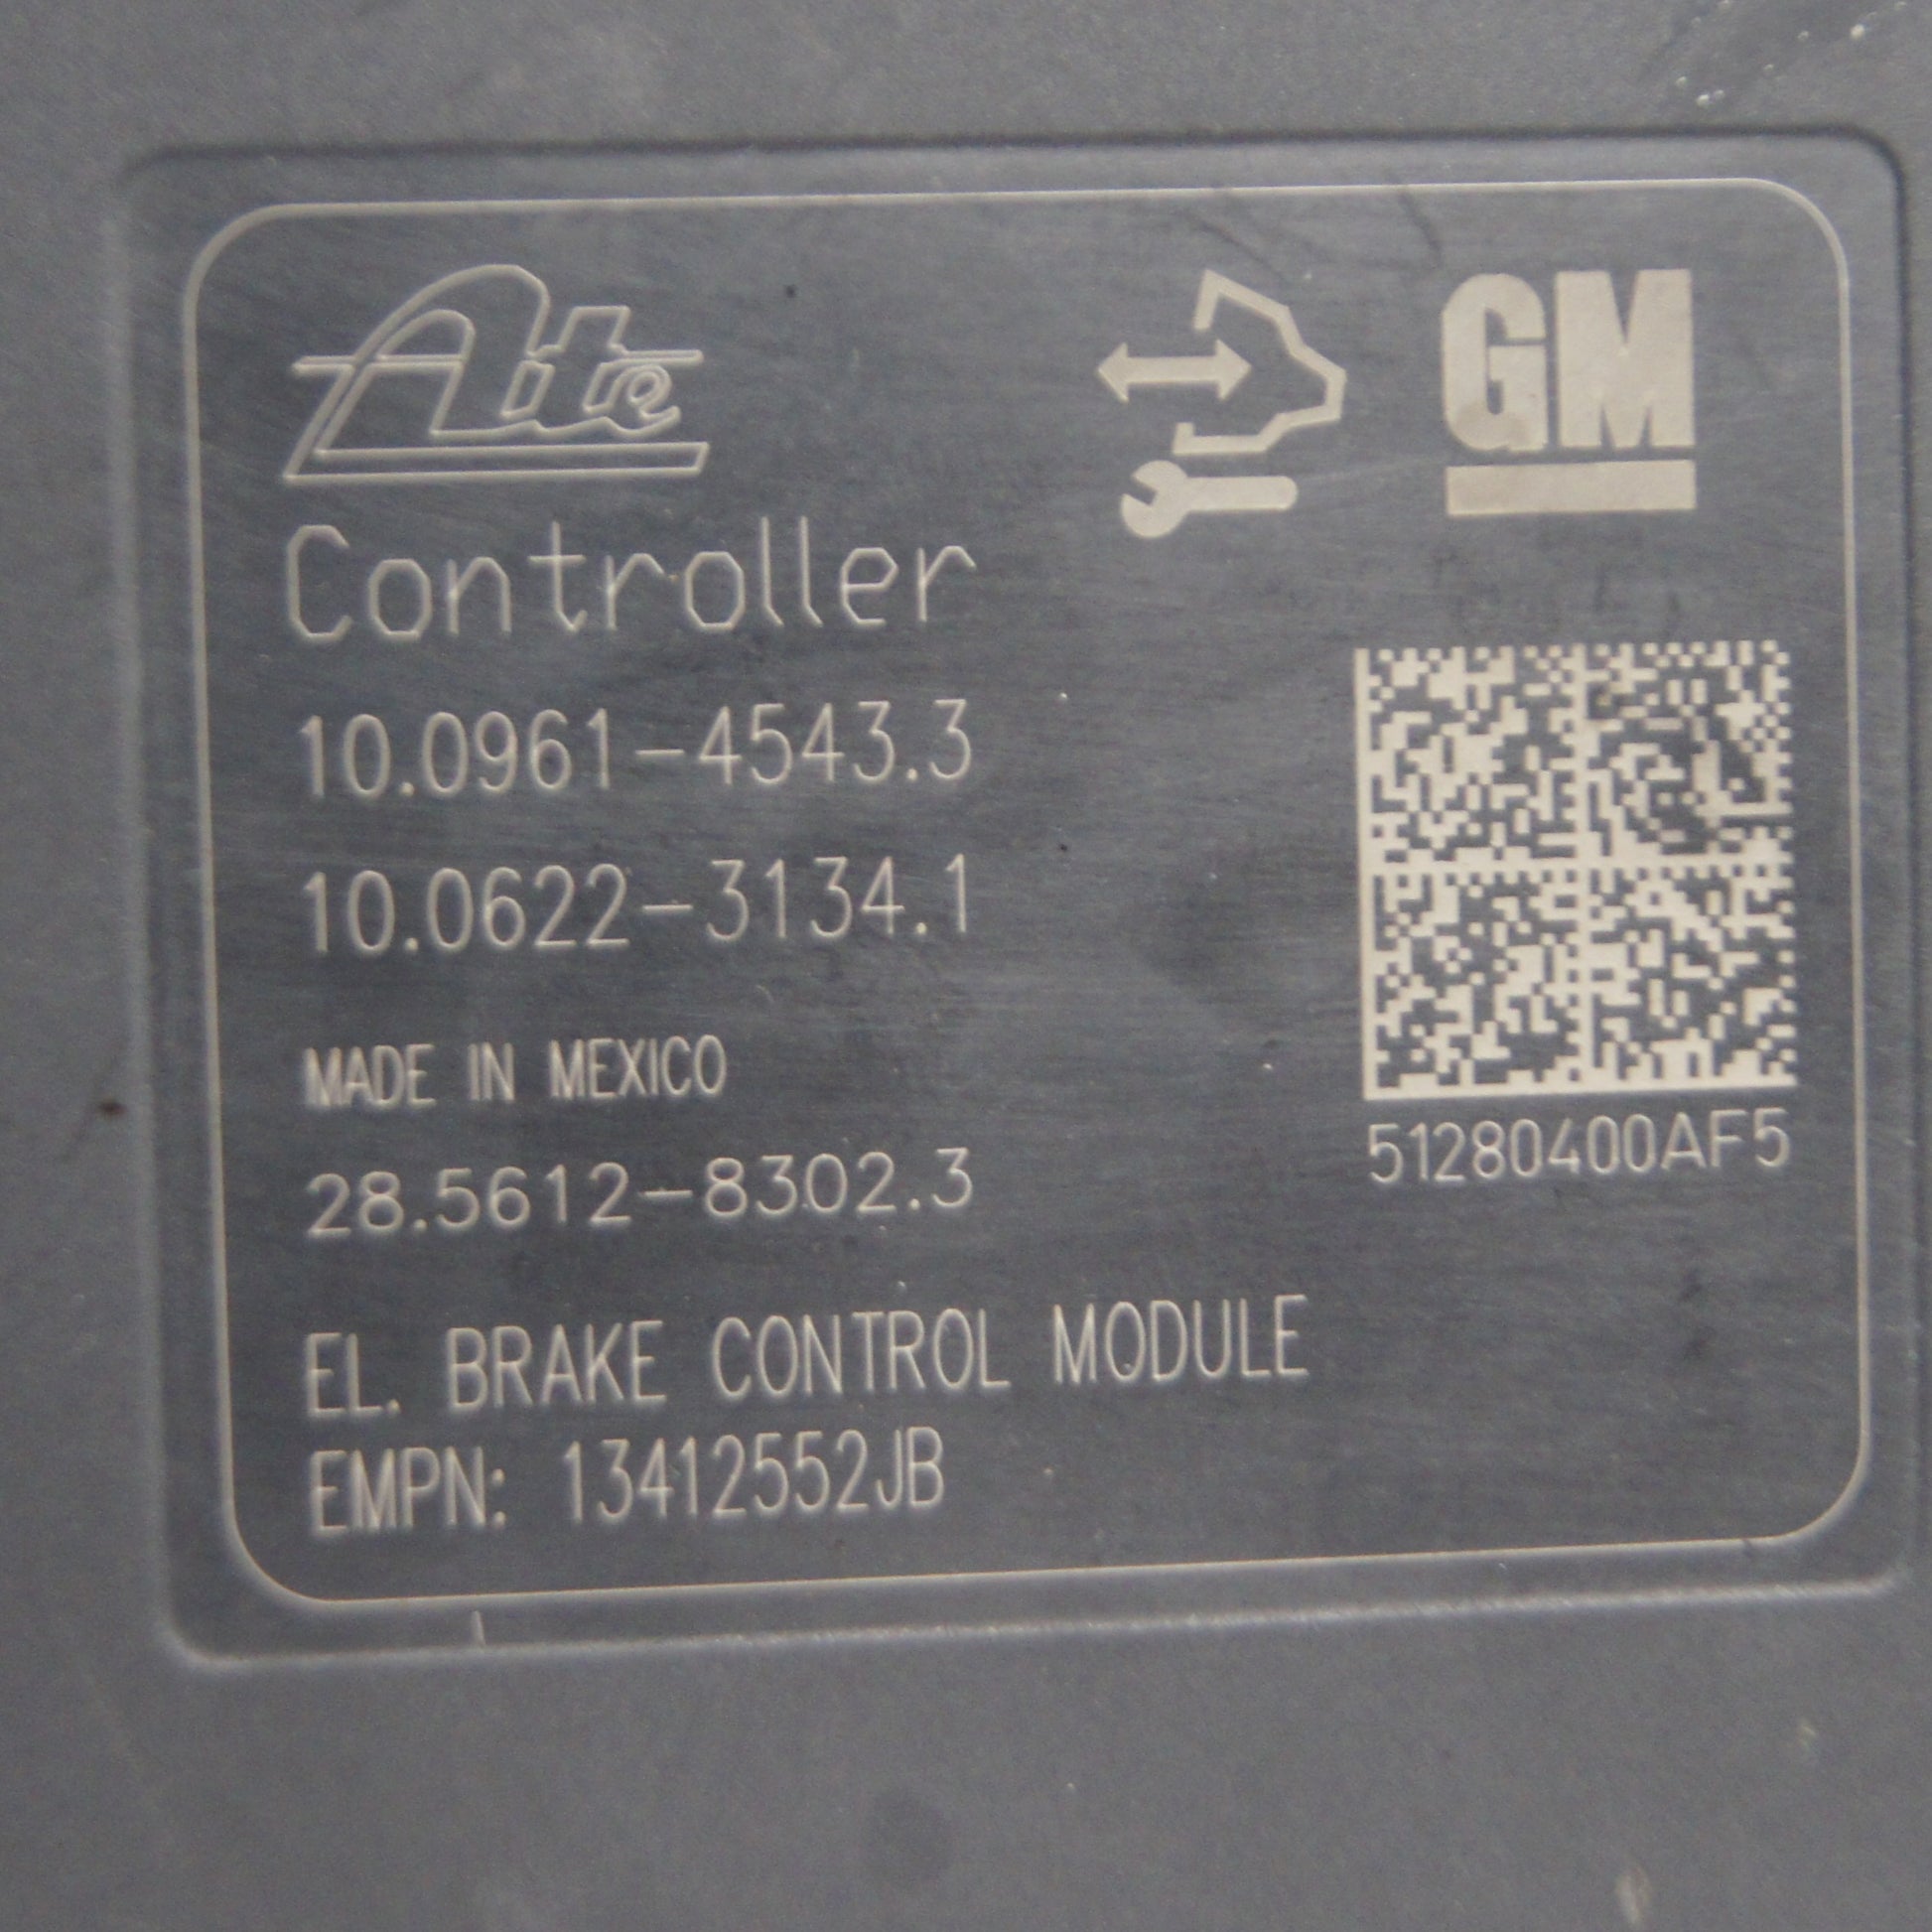 Ate
GM
Controller
10.0961-4543.3
10.0622-3134.1
MADE IN MEXICO
51280400AF5
28.5612-8302.3
EL. BRAKE CONTROL MODULE
EMPN: 13412552JB